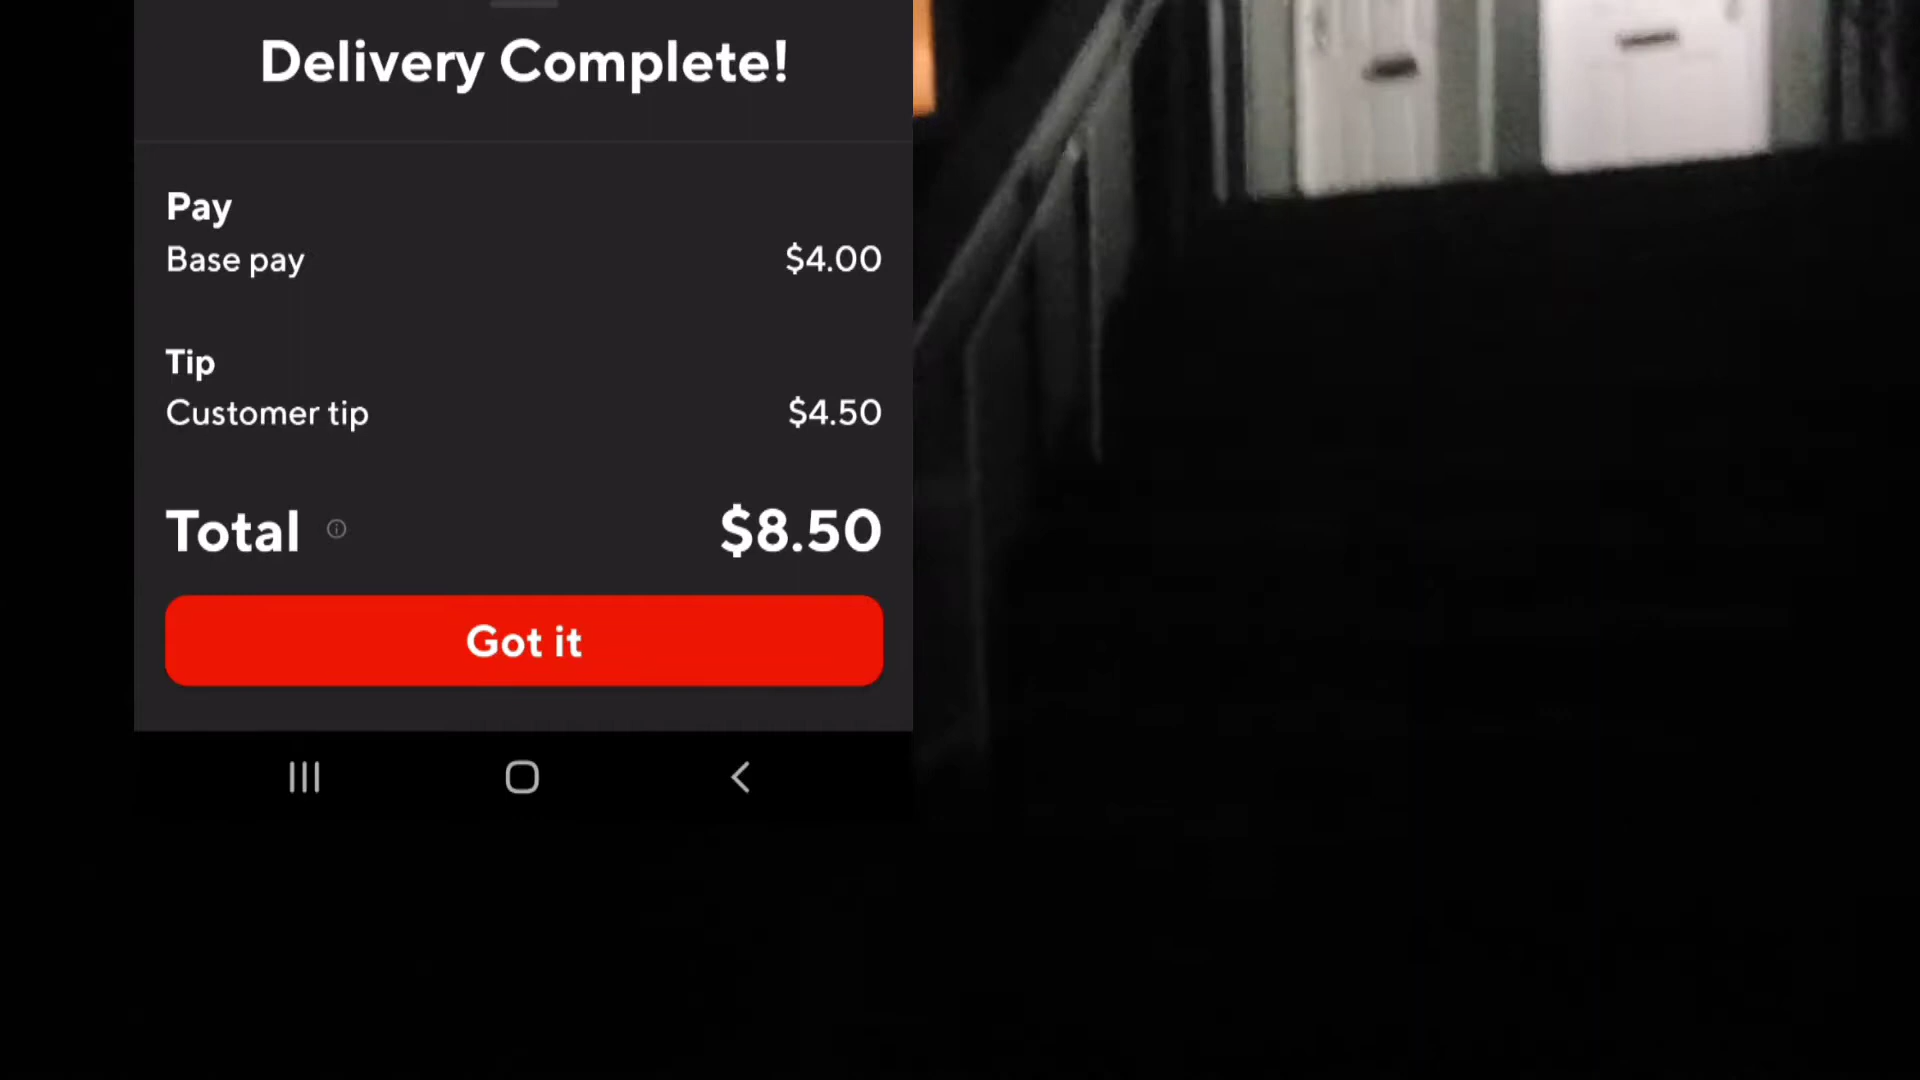 Delivery Complete!
Pay
Base pay $4.00
Tip
Customer tip $4.50
Total $8.50
Got it